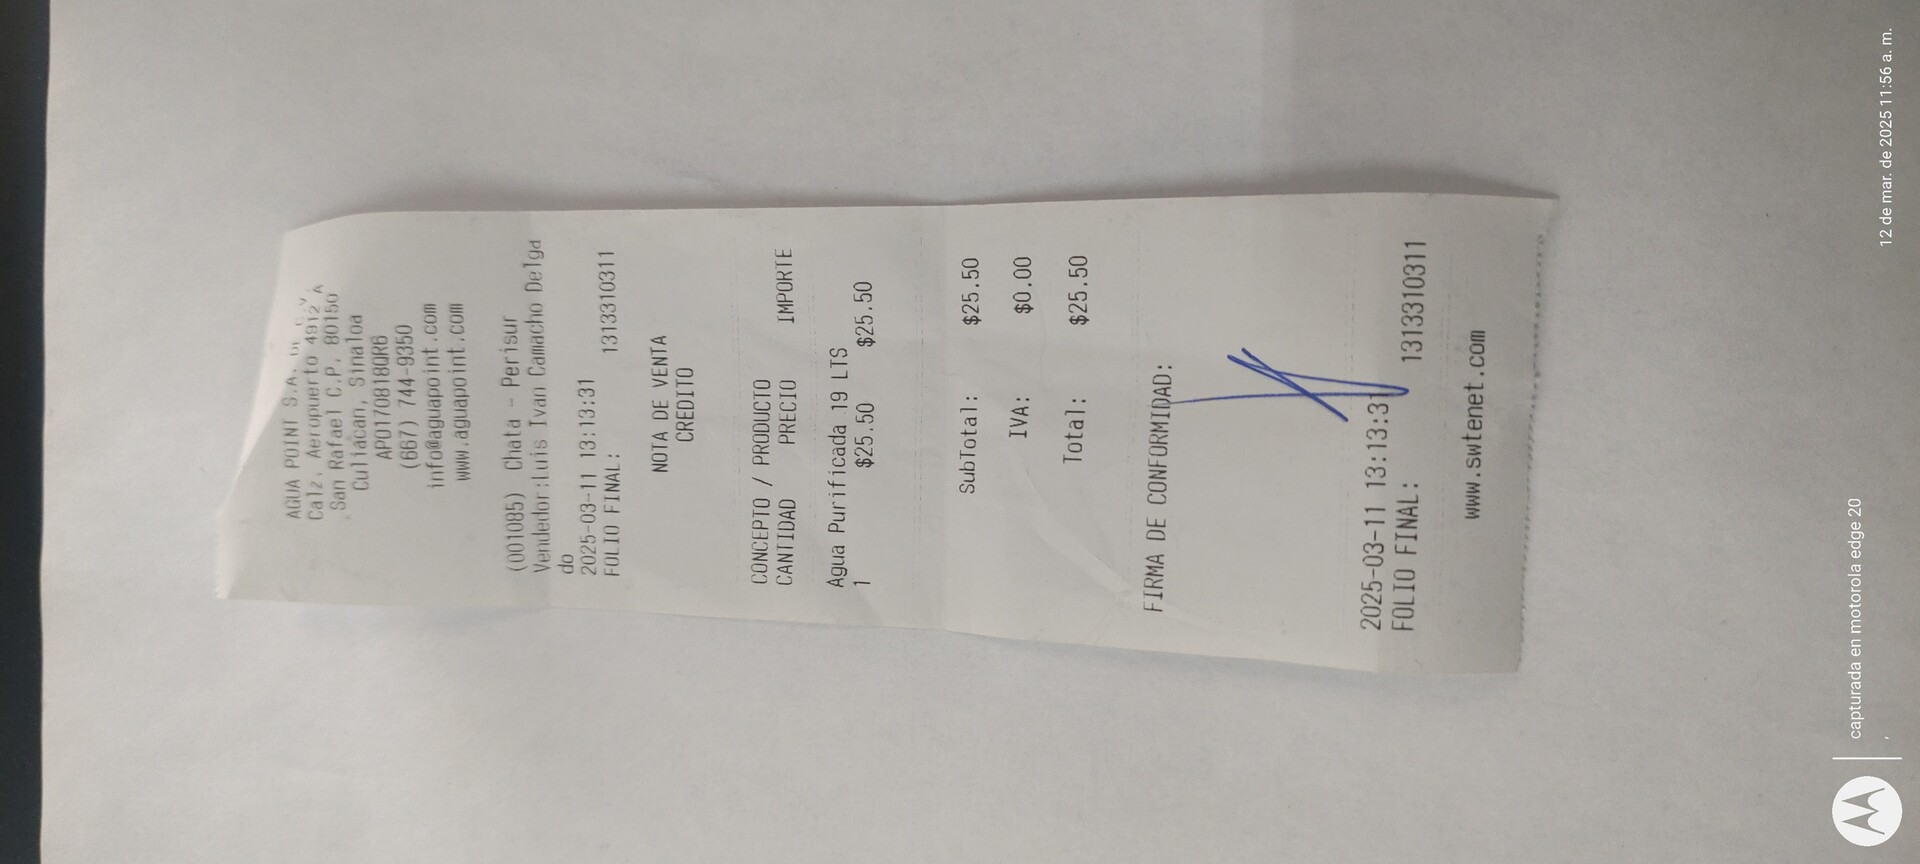 AGUA POINT S.A. DE C.V
Calz. Aeropuerto 4912 A
San Rafael C.P. 80150
Culiacan, Sinaloa
APO170818QR6
(667) 744-9350
info@aguapoint.com
www.aguapoint.com
(001085) Chata - Perisur
Vendedor:Luis Ivan Camacho Delga
do
2025-03-11 13:13:31
FOLIO FINAL: 1313310311
NOTA DE VENTA
CREDITO
CONCEPTO / PRODUCTO
CANTIDAD PRECIO IMPORTE
Agua Purificada 19 LTS
1 $25.50 $25.50
SubTotal: $25.50
IVA: $0.00
Total: $25.50
FIRMA DE CONFORMIDAD:
2025-03-11 13:13:31
FOLIO FINAL: 1313310311
www.swtenet.com
capturada en motorola edge 20
,
12 de mar. de 2025 11:56 a. m.